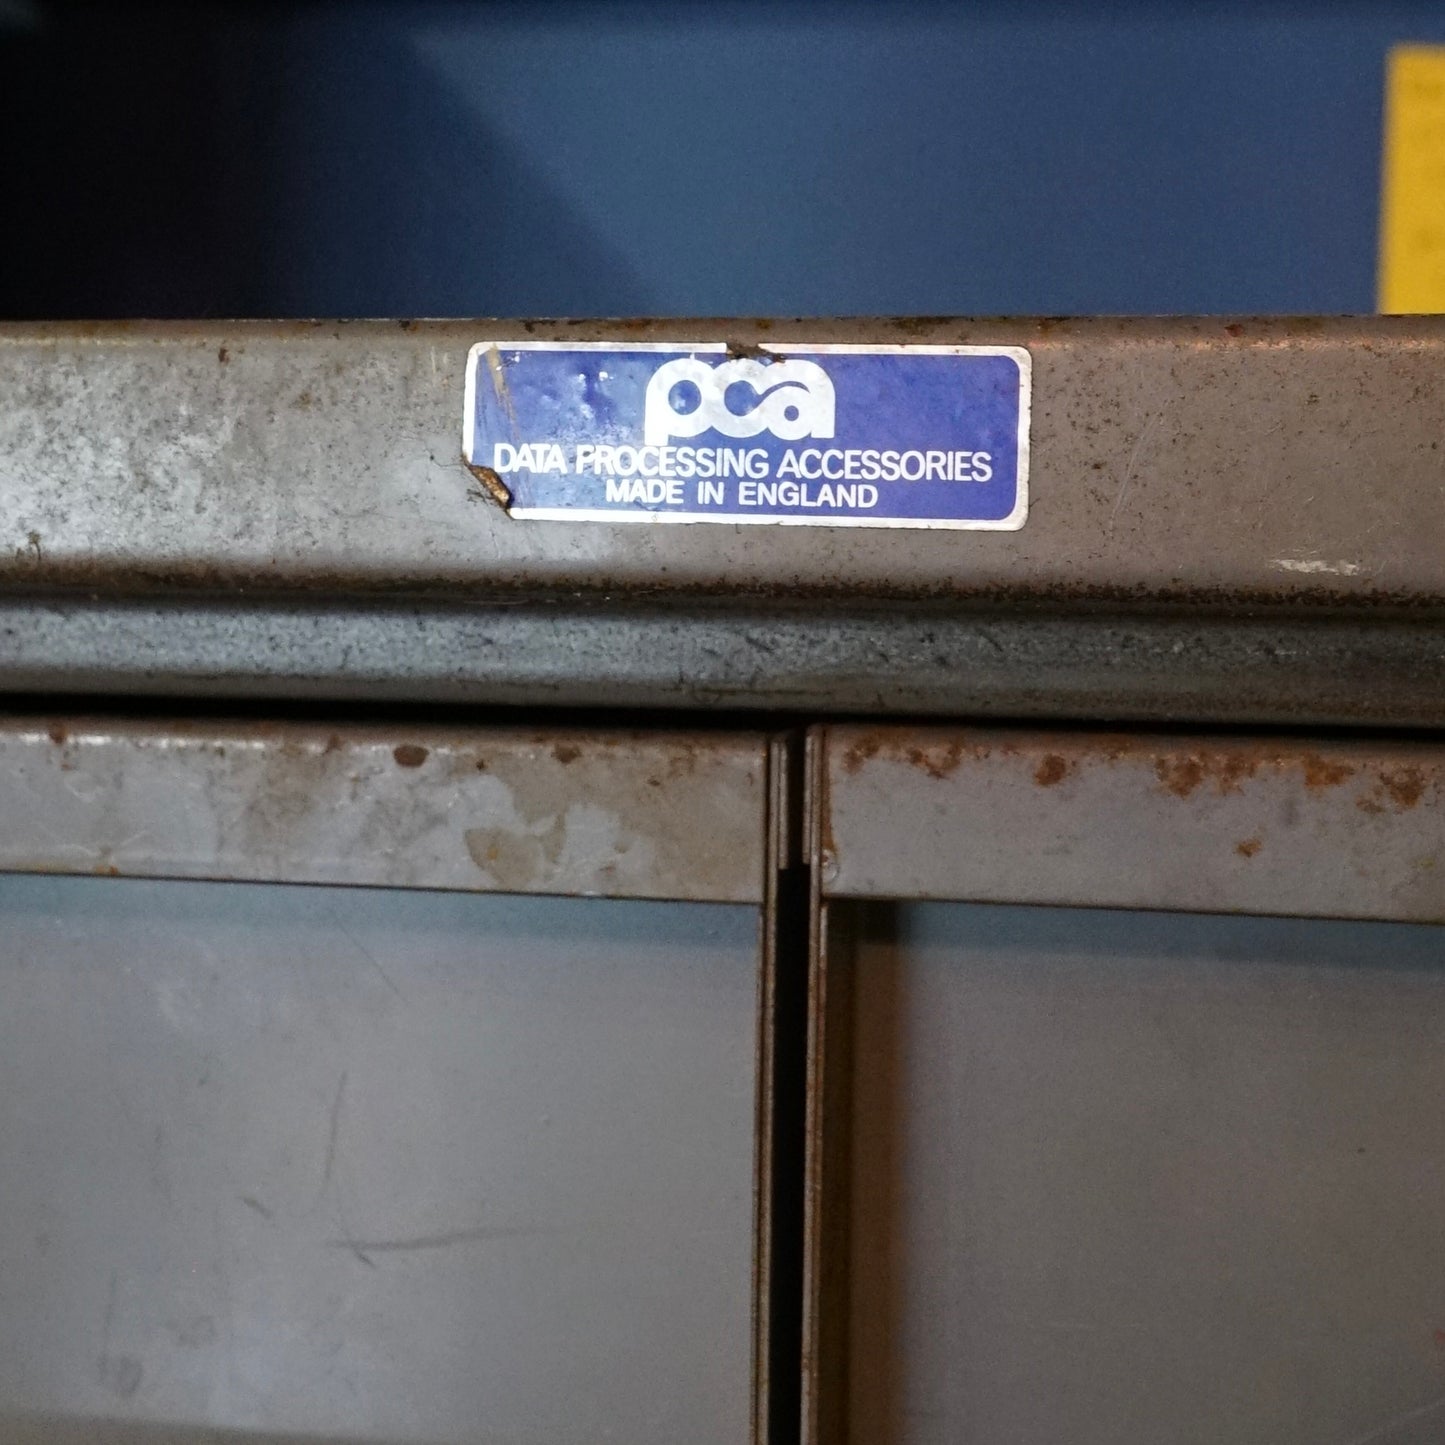 pca
DATA PROCESSING ACCESSORIES
MADE IN ENGLAND